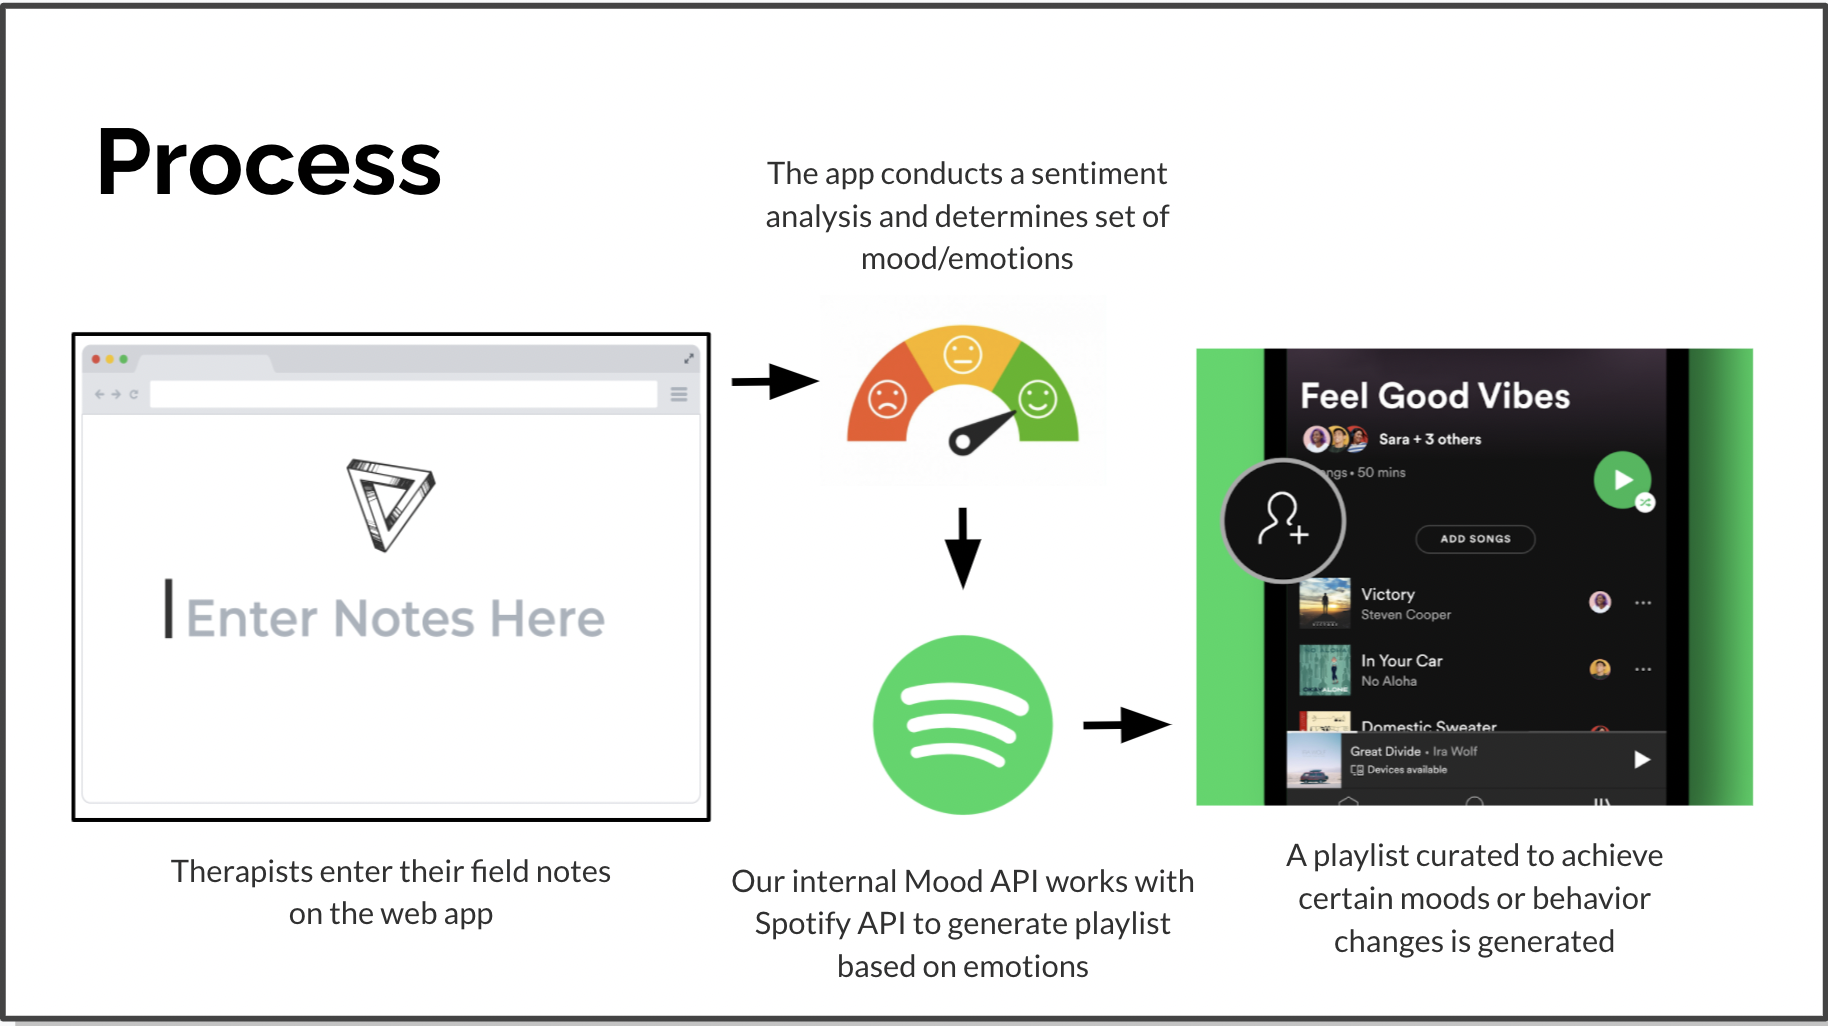 Process
The app conducts a sentiment
analysis and determines set of
mood/emotions
Enter Notes Here
Therapists enter their field notes
on the web app
Our internal Mood API works with
Spotify API to generate playlist
based on emotions
Feel Good Vibes
Sara + 3 others
ngs • 50 mins
ADD SONGS
Victory
Steven Cooper
In Your Car
No Aloha
Domestic Sweater
Great Divide • Ira Wolf
Devices available
A playlist curated to achieve
certain moods or behavior
changes is generated